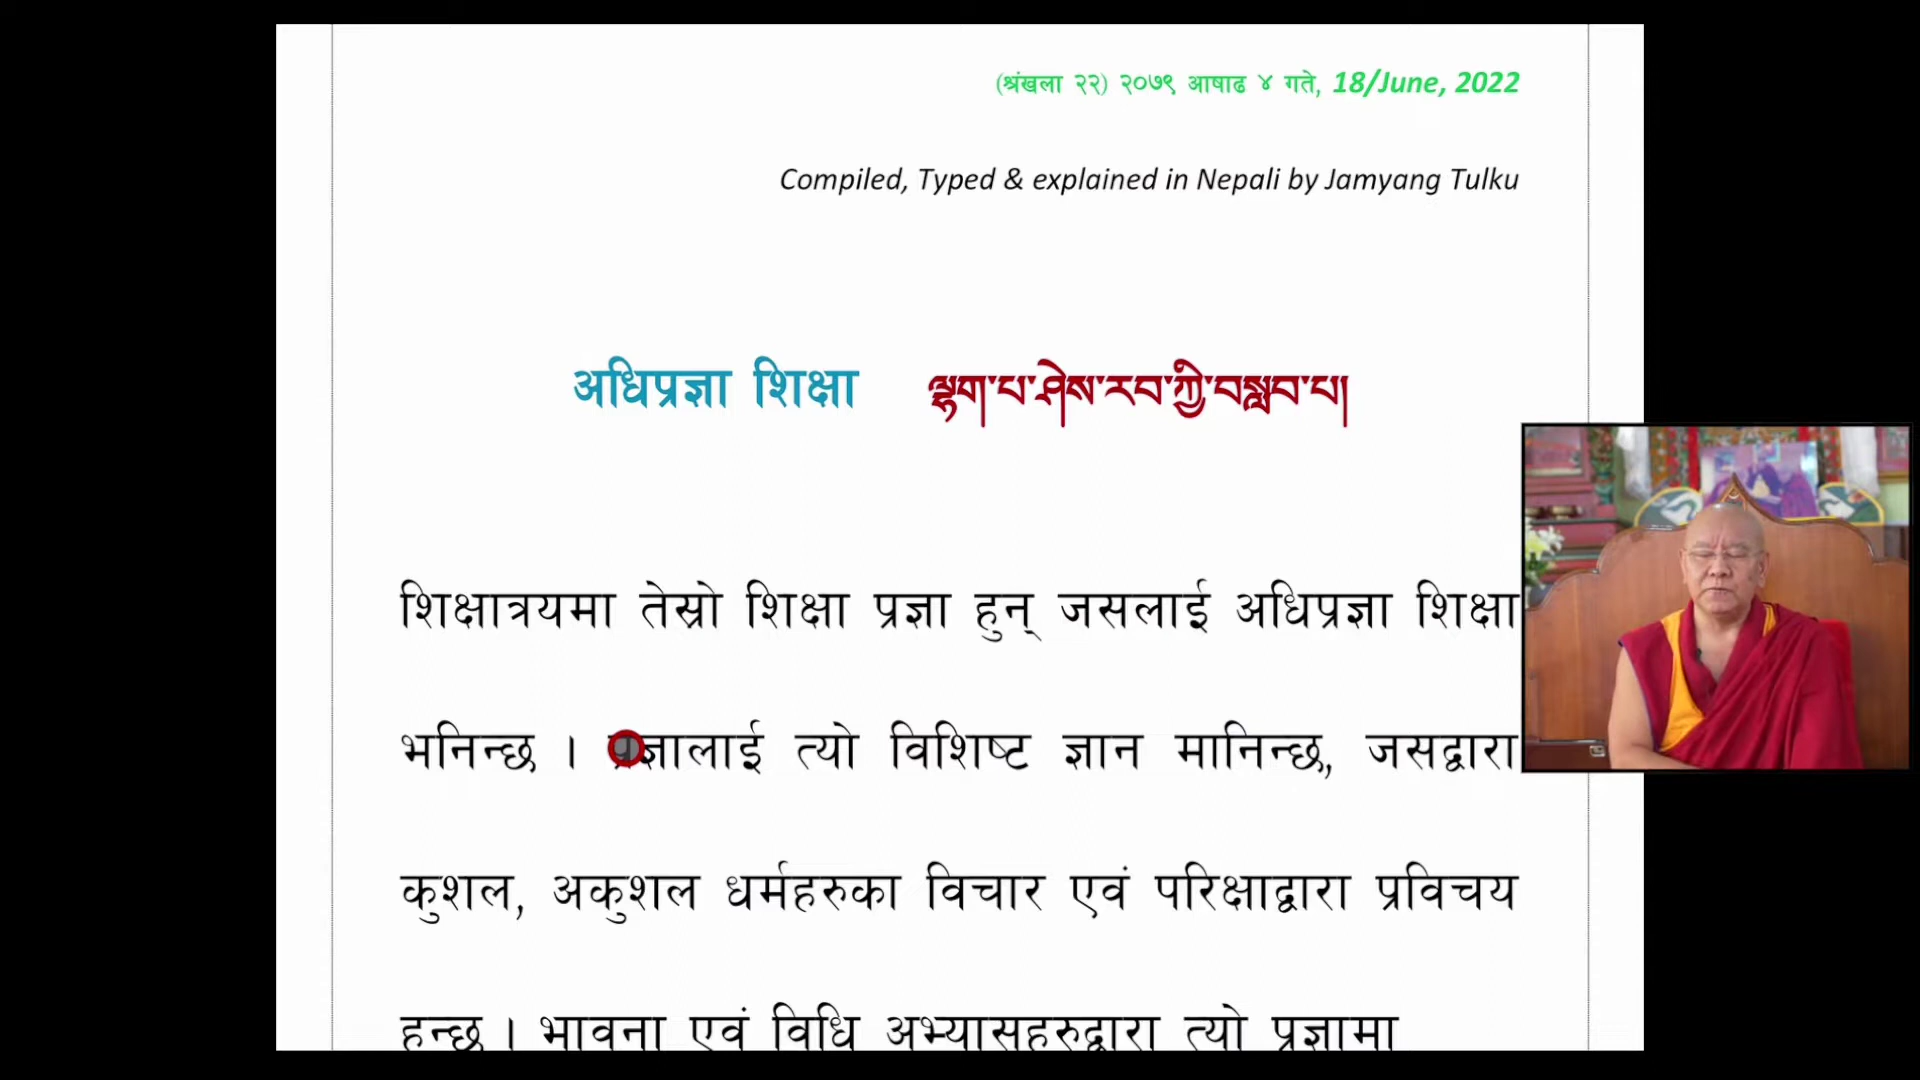 (श्रंखला २२) २०७९ आषाढ ४ गते, 18/June, 2022
Compiled, Typed & explained in Nepali by Jamyang Tulku
अधिप्रज्ञा शिक्षा ལྷག་པ་ཤེས་རབ་ཀྱི་བསླབ་པ།
शिक्षात्रयमा तेस्रो शिक्षा प्रज्ञा हुन् जसलाई अधिप्रज्ञा शिक्षा
भनिन्छ । प्रज्ञालाई त्यो विशिष्ट ज्ञान मानिन्छ, जसद्वारा
कुशल, अकुशल धर्महरुका विचार एवं परिक्षाद्वारा प्रविचय
हुन्छ । भावना एवं विधि अभ्यासहरुद्वारा त्यो प्रज्ञामा